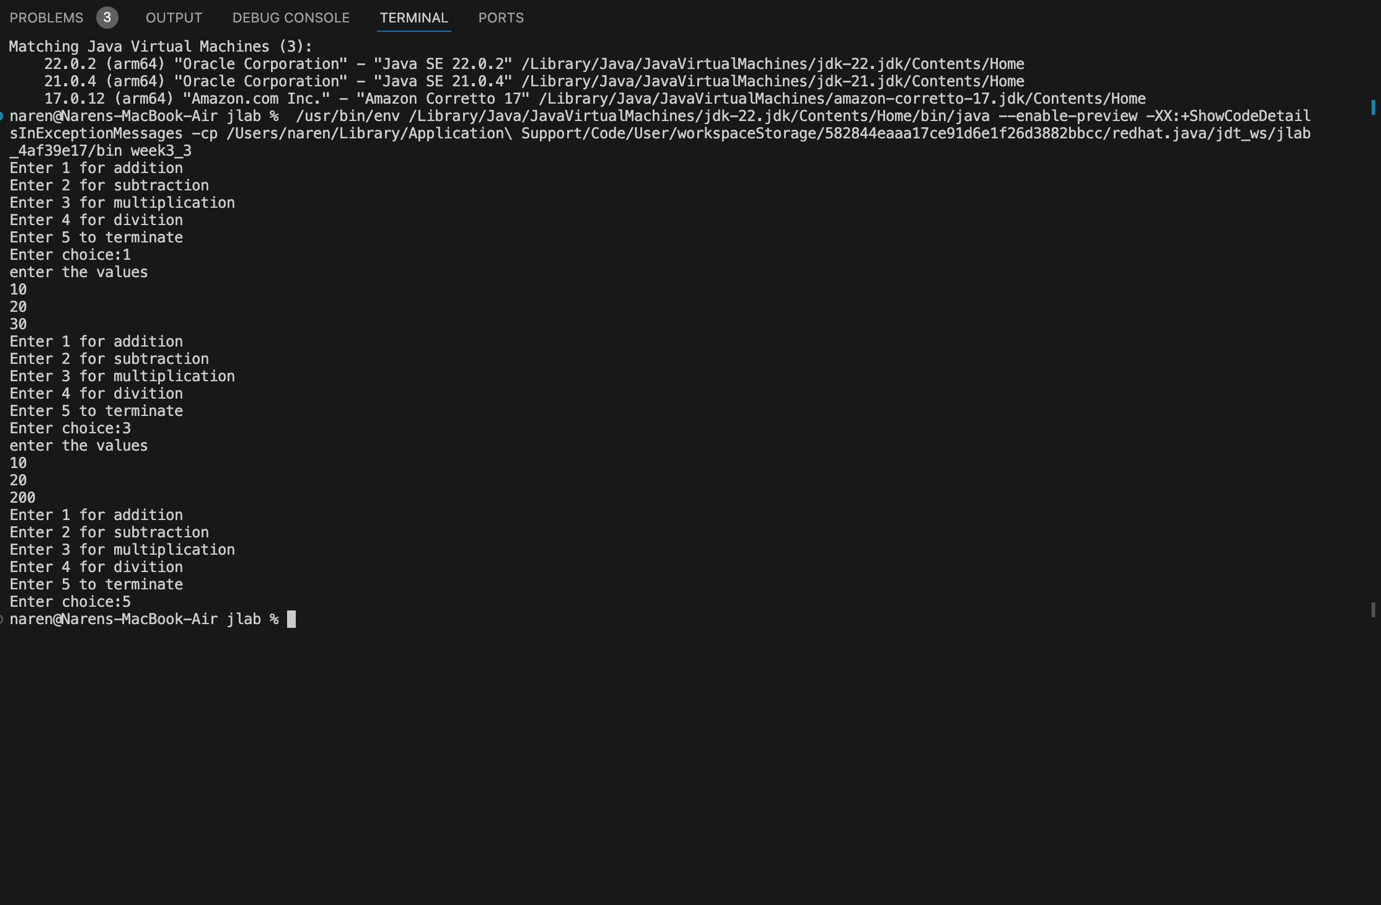 PROBLEMS 3 OUTPUT DEBUG CONSOLE TERMINAL PORTS
Matching Java Virtual Machines (3):
    22.0.2 (arm64) "Oracle Corporation" - "Java SE 22.0.2" /Library/Java/JavaVirtualMachines/jdk-22.jdk/Contents/Home
    21.0.4 (arm64) "Oracle Corporation" - "Java SE 21.0.4" /Library/Java/JavaVirtualMachines/jdk-21.jdk/Contents/Home
    17.0.12 (arm64) "Amazon.com Inc." - "Amazon Corretto 17" /Library/Java/JavaVirtualMachines/amazon-corretto-17.jdk/Contents/Home
naren@Narens-MacBook-Air jlab %  /usr/bin/env /Library/Java/JavaVirtualMachines/jdk-22.jdk/Contents/Home/bin/java --enable-preview -XX:+ShowCodeDetail
sInExceptionMessages -cp /Users/naren/Library/Application\ Support/Code/User/workspaceStorage/582844eaaa17ce91d6e1f26d3882bbcc/redhat.java/jdt_ws/jlab
_4af39e17/bin week3_3
Enter 1 for addition
Enter 2 for subtraction
Enter 3 for multiplication
Enter 4 for divition
Enter 5 to terminate
Enter choice:1
enter the values
10
20
30
Enter 1 for addition
Enter 2 for subtraction
Enter 3 for multiplication
Enter 4 for divition
Enter 5 to terminate
Enter choice:3
enter the values
10
20
200
Enter 1 for addition
Enter 2 for subtraction
Enter 3 for multiplication
Enter 4 for divition
Enter 5 to terminate
Enter choice:5
naren@Narens-MacBook-Air jlab %